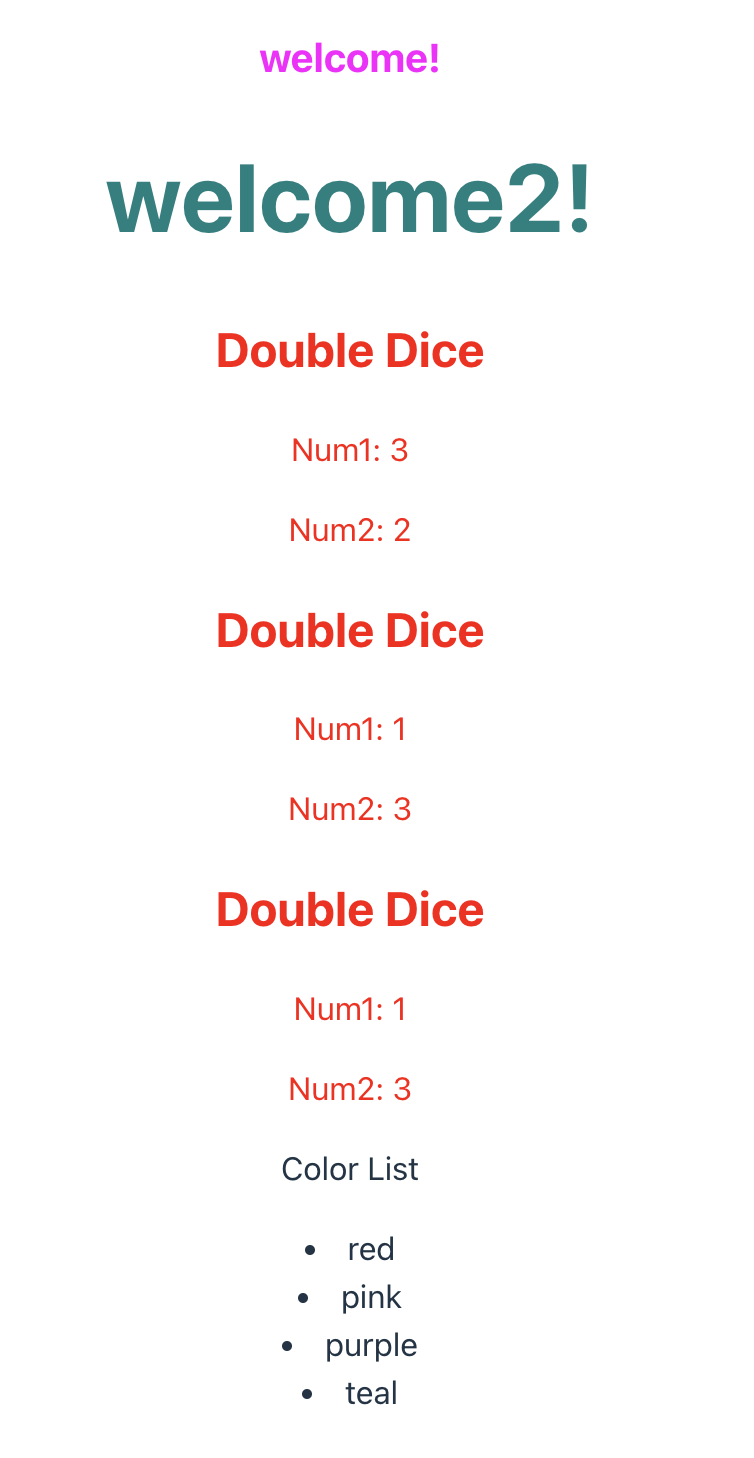 welcome!
welcome2!
Double Dice
Num1: 3
Num2: 2
Double Dice
Num1: 1
Num2: 3
Double Dice
Num1: 1
Num2: 3
Color List
• red
• pink
• purple
• teal